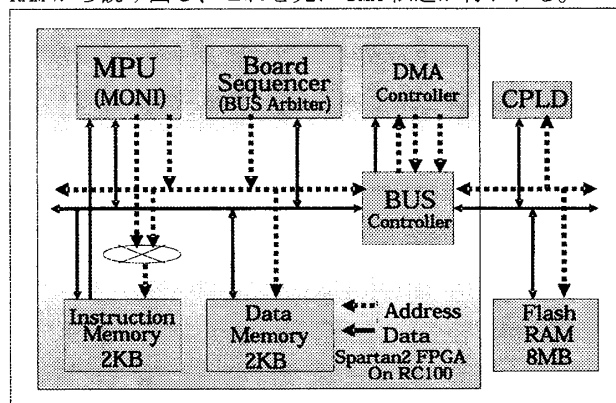 MPU
(MONI)
Board
Sequencer
(BUS Arbiter)
DMA
Controller
CPLD
BUS
Controller
Instruction
Memory
2KB
Data
Memory
2KB
Address
Data
Spartan2 FPGA
On RC100
Flash
RAM
8MB